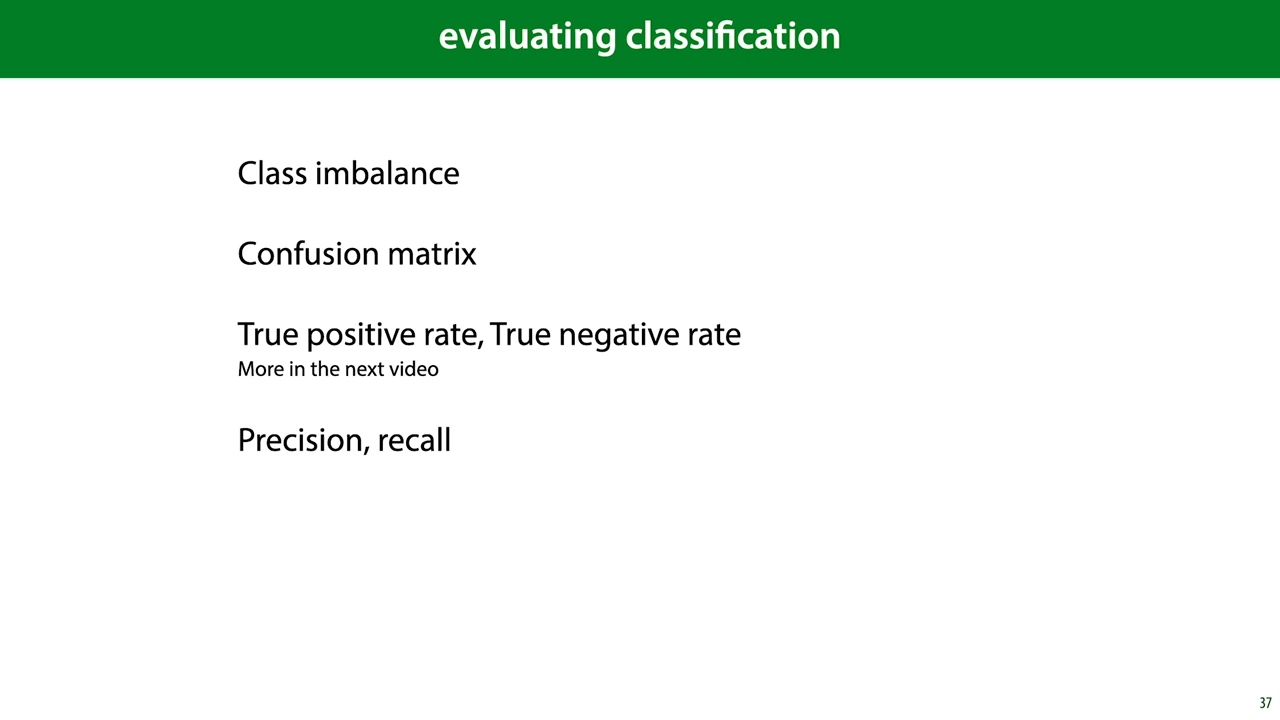 evaluating classification
Class imbalance
Confusion matrix
True positive rate, True negative rate
More in the next video
Precision, recall
37